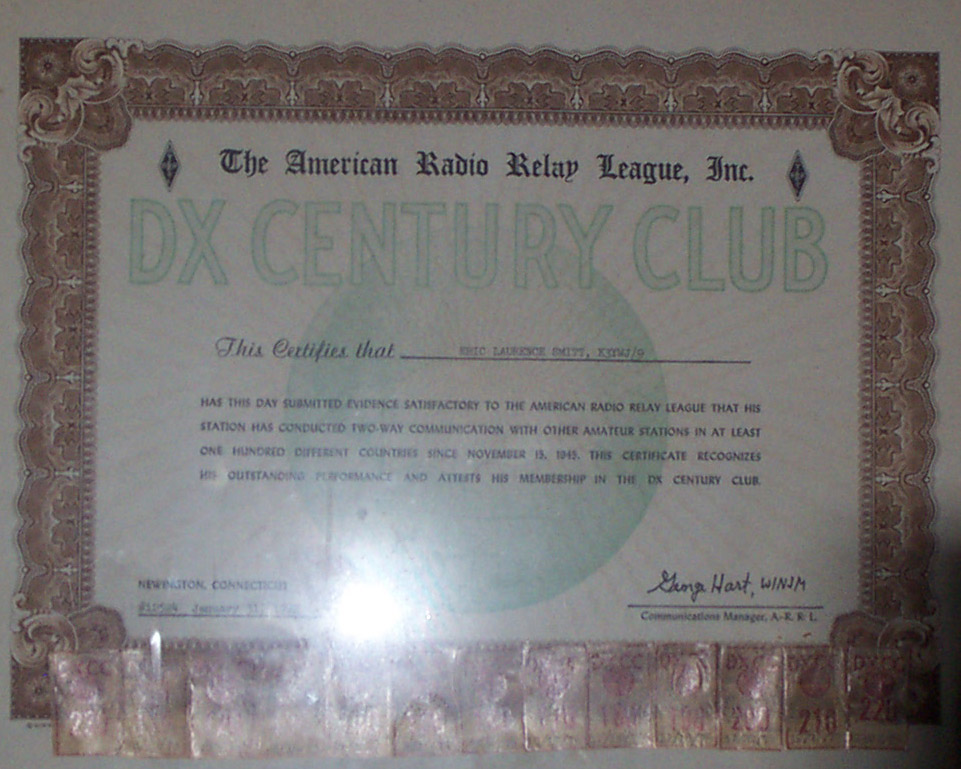 The American Radio Relay League, Inc.
DX CENTURY CLUB
This Certifies that ERIC LAURENCE SMITT, K3YWJ/9
HAS THIS DAY SUBMITTED EVIDENCE SATISFACTORY TO THE AMERICAN RADIO RELAY LEAGUE THAT HIS
STATION HAS CONDUCTED TWO-WAY COMMUNICATION WITH OTHER AMATEUR STATIONS IN AT LEAST
ONE HUNDRED DIFFERENT COUNTRIES SINCE NOVEMBER 15, 1945. THIS CERTIFICATE RECOGNIZES
HIS OUTSTANDING PERFORMANCE AND ATTESTS HIS MEMBERSHIP IN THE DX CENTURY CLUB.
NEWINGTON, CONNECTICUT
January
George Hart, W1NJM
Communications Manager, A. R. R. L.
DXCC DXCC DXCC DXCC
200 210 220